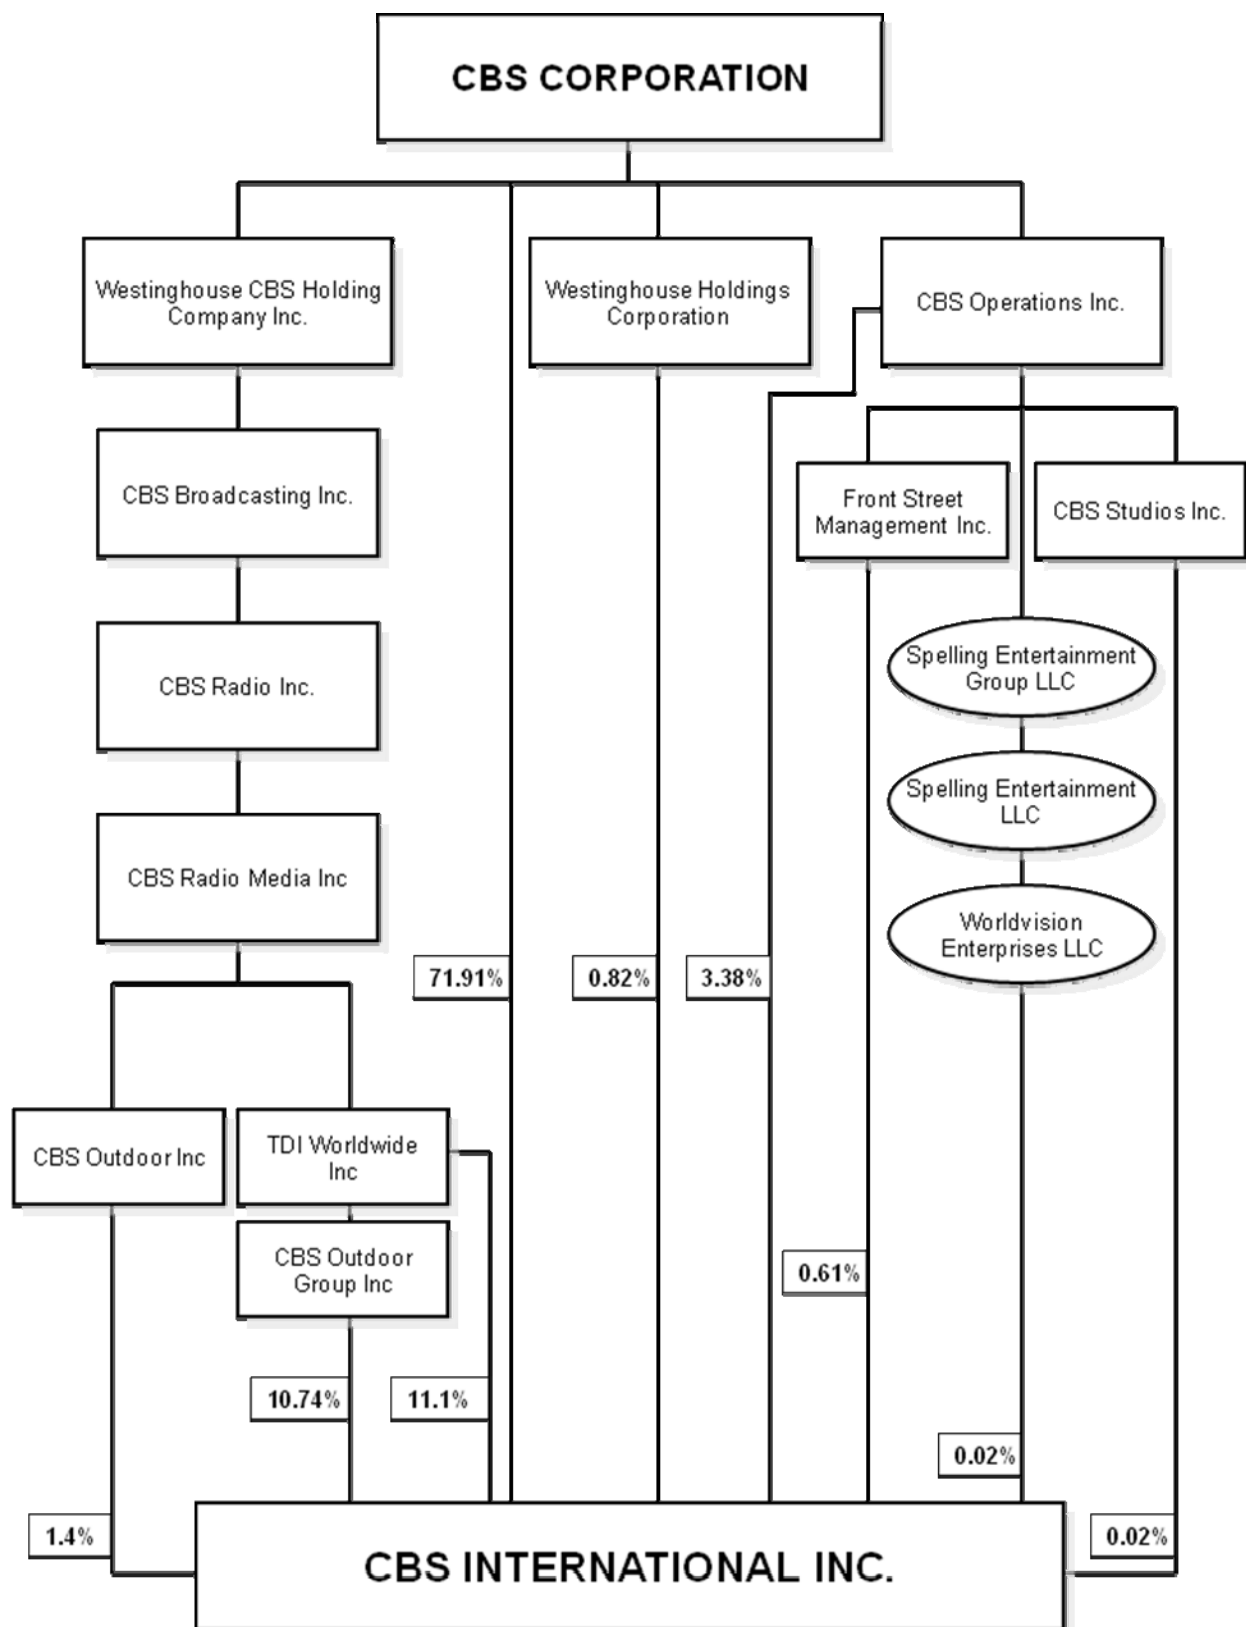 CBS CORPORATION
Westinghouse CBS Holding
Company Inc.
Westinghouse Holdings
Corporation
CBS Operations Inc.
CBS Broadcasting Inc.
Front Street
Management Inc.
CBS Studios Inc.
CBS Radio Inc.
Spelling Entertainment
Group LLC
Spelling Entertainment
LLC
CBS Radio Media Inc
Worldvision
Enterprises LLC
71.91%
0.82%
3.38%
CBS Outdoor Inc
TDI Worldwide
Inc
CBS Outdoor
Group Inc
0.61%
10.74%
11.1%
0.02%
1.4%
0.02%
CBS INTERNATIONAL INC.